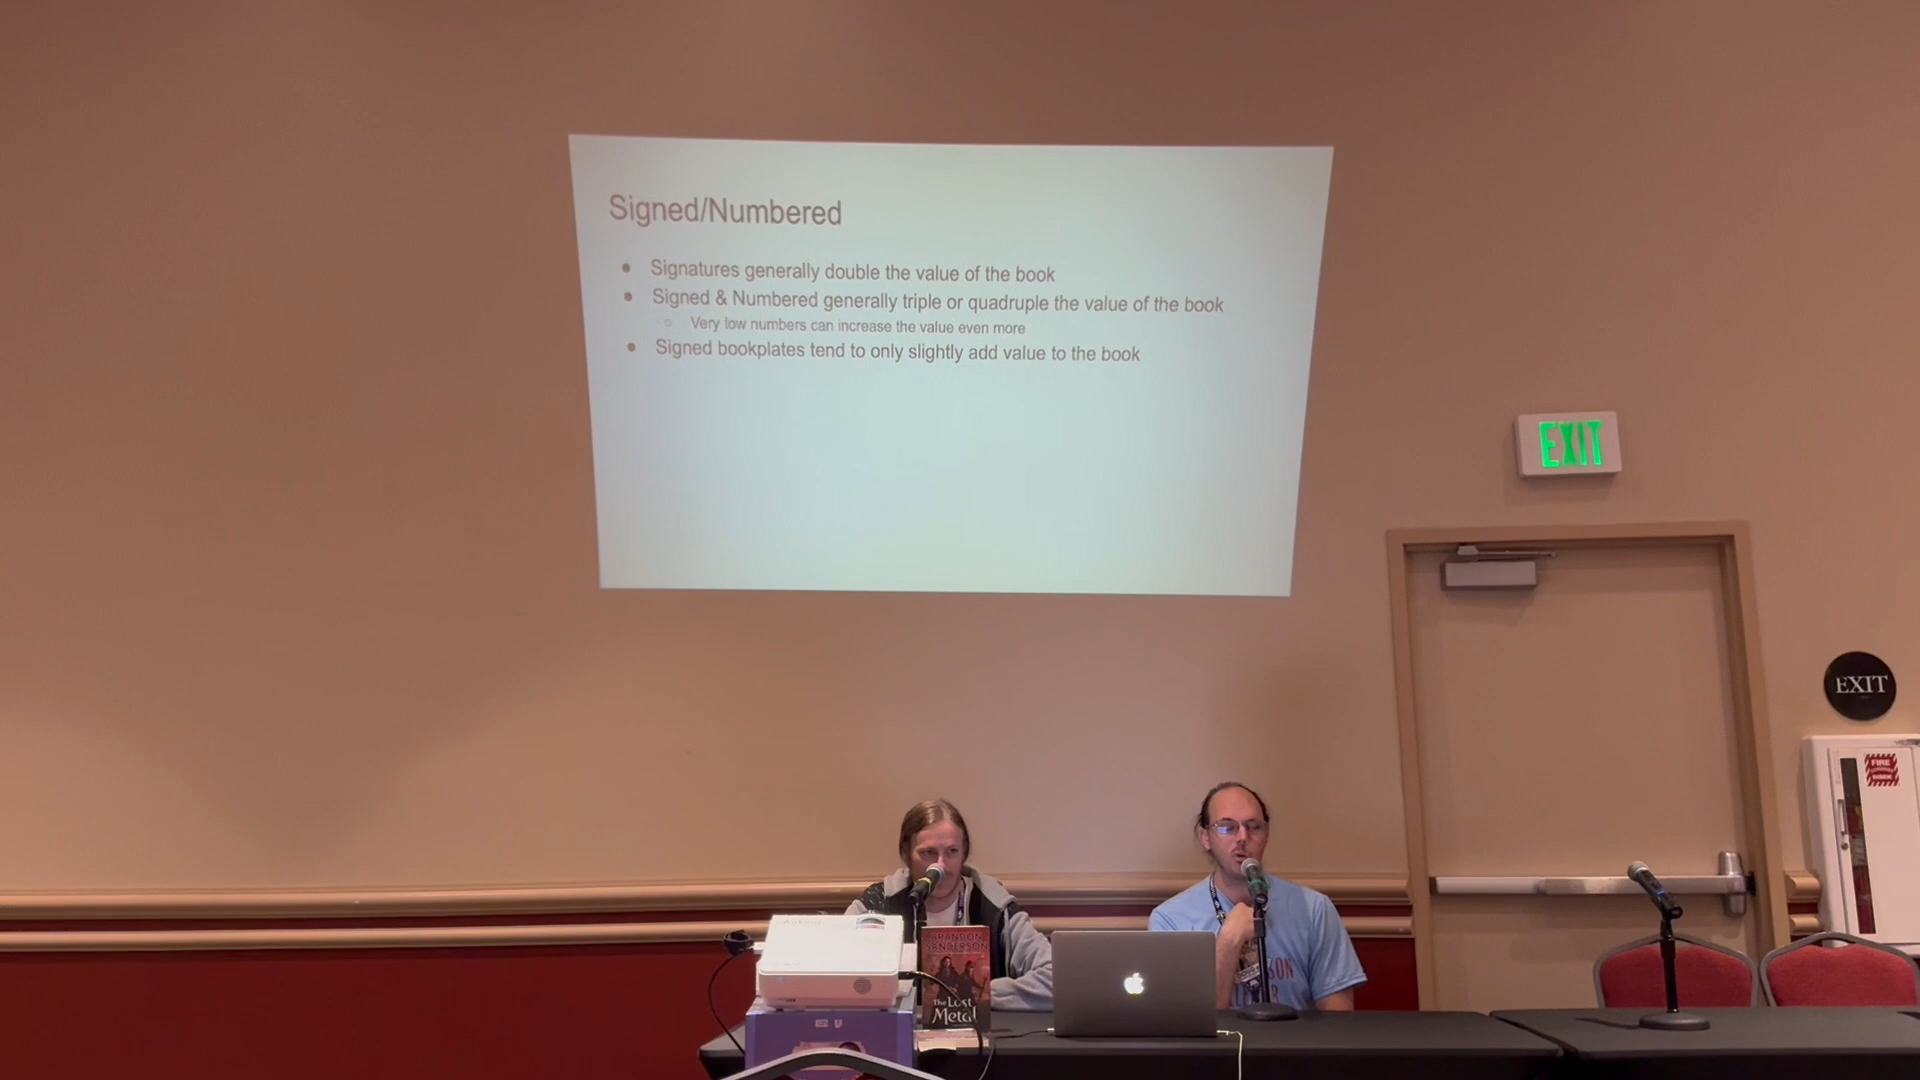 Signed/Numbered
Signatures generally double the value of the book
Signed & Numbered generally triple or quadruple the value of the book
Very low numbers can increase the value even more
Signed bookplates tend to only slightly add value to the book
EXIT
EXIT
FIRE
BRANDON
SANDERSON
The Lost
Metal
SON